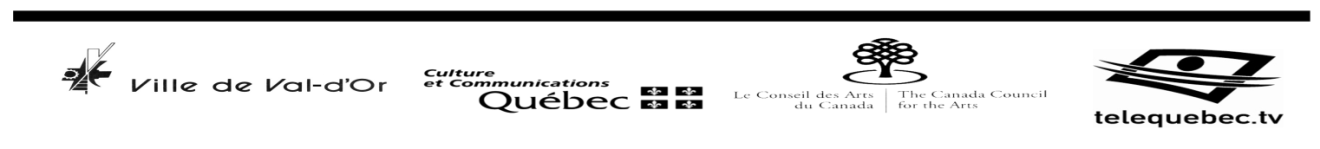 Ville de Val-d'Or
Culture
et Communications
Québec
Le Conseil des Arts
du Canada
The Canada Council
for the Arts
telequebec.tv